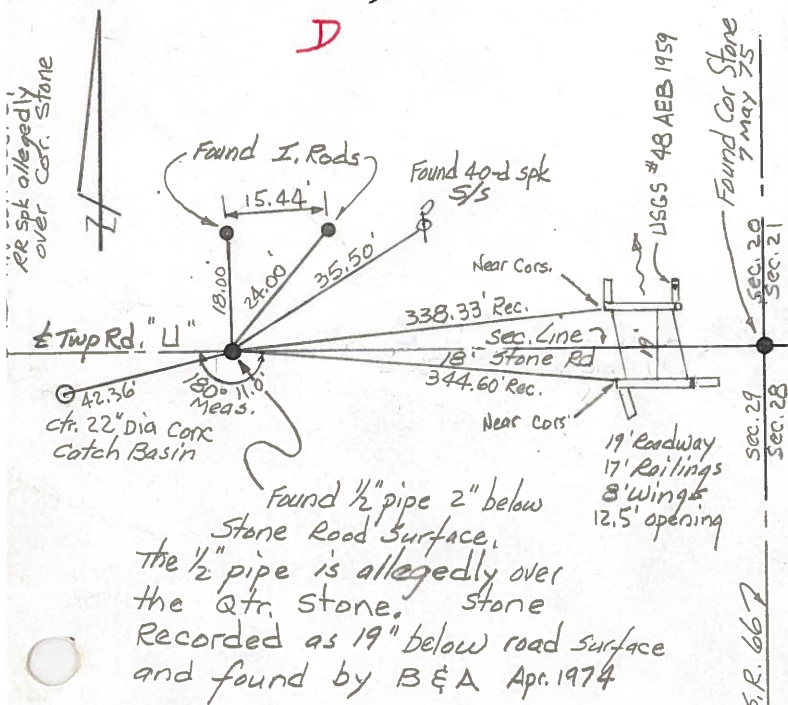 D
RR Spk allegedly
over Cor. Stone
Found I. Rods
15.44'
Found 40-d spk
S/S
USGS #48 AEB 1959
Found Cor Stone
7 May 75
Sec. 20
Sec. 21
18.00'
24.00'
35.50'
Near Cors.
338.33' Rec.
℄ Twp Rd. "U"
Sec. Line
18' Stone Rd
19'
344.60' Rec.
Near Cors
180° 11.0'
Meas.
42.36'
Ctr. 22" Dia Conc
Catch Basin
Sec. 29
Sec. 28
19' Roadway
17' Railings
8' Wings
12.5' opening
Found 1/2" pipe 2" below
Stone Road Surface.
The 1/2" pipe is allegedly over
the Qtr. Stone. Stone
Recorded as 19" below road surface
and found by B & A Apr. 1974
S.R. 667